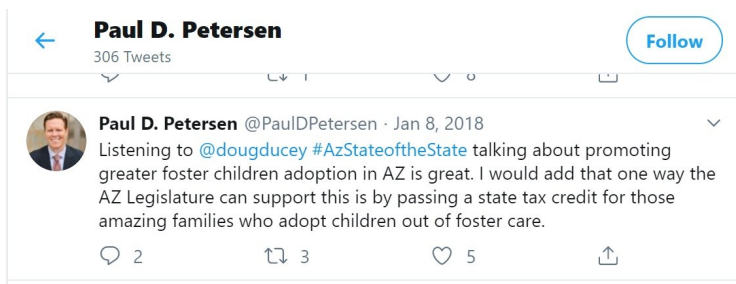 Paul D. Petersen
306 Tweets
Follow
Paul D. Petersen @PaulDPetersen · Jan 8, 2018
Listening to @dougducey #AzStateoftheState talking about promoting
greater foster children adoption in AZ is great. I would add that one way the
AZ Legislature can support this is by passing a state tax credit for those
amazing families who adopt children out of foster care.
2 3 5